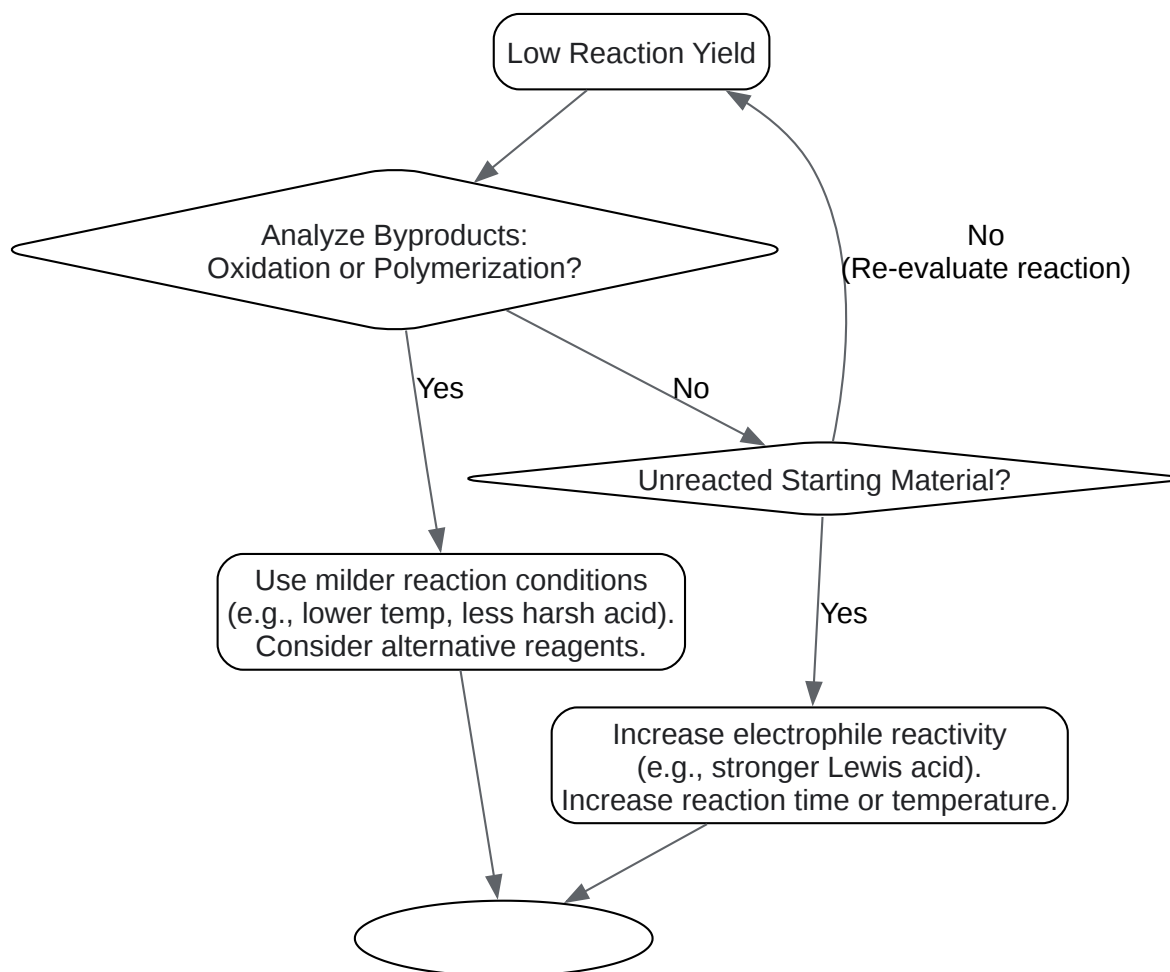 Low Reaction Yield
Analyze Byproducts:
Oxidation or Polymerization?
No
(Re-evaluate reaction)
Yes
No
Unreacted Starting Material?
Use milder reaction conditions
(e.g., lower temp, less harsh acid).
Consider alternative reagents.
Yes
Increase electrophile reactivity
(e.g., stronger Lewis acid).
Increase reaction time or temperature.